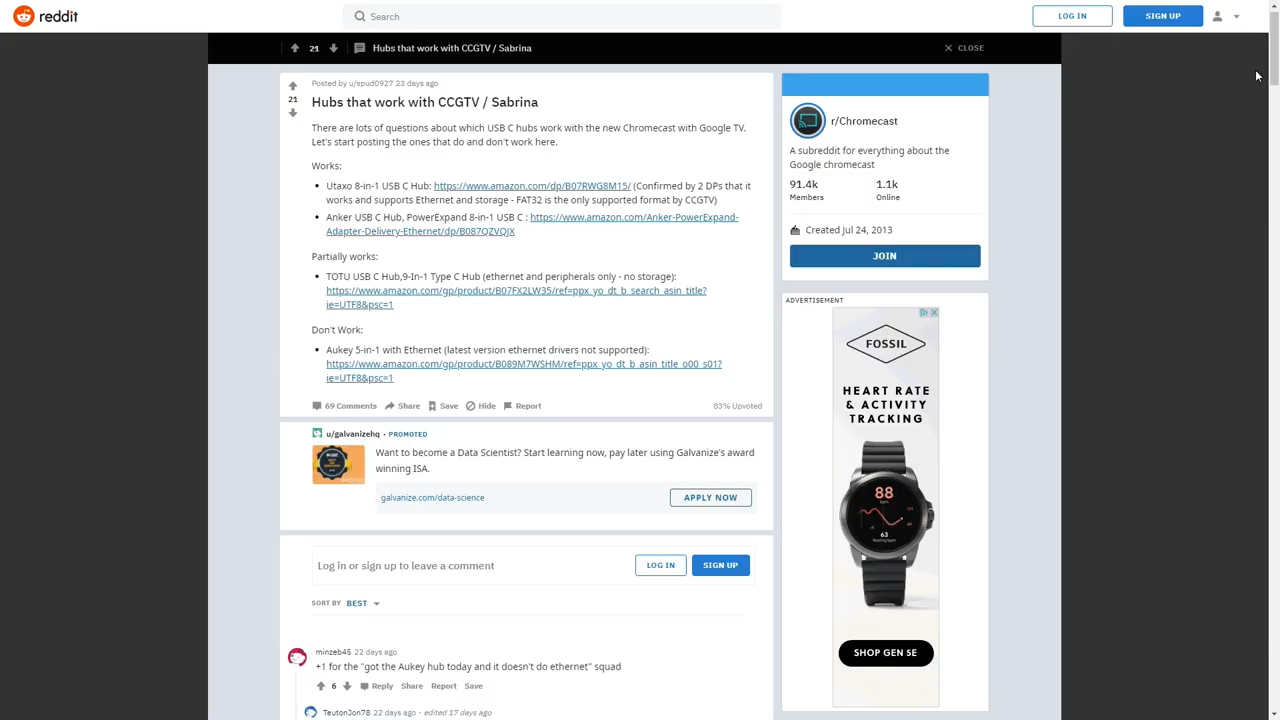 reddit
Search
LOG IN
SIGN UP
21
Hubs that work with CCGTV / Sabrina
CLOSE
Posted by u/spud0927 23 days ago
21
Hubs that work with CCGTV / Sabrina
There are lots of questions about which USB C hubs work with the new Chromecast with Google TV.
Let's start posting the ones that do and don't work here.
Works:
• Utaxo 8-in-1 USB C Hub: https://www.amazon.com/dp/B07RWG8M15/ (Confirmed by 2 DPs that it
works and supports Ethernet and storage - FAT32 is the only supported format by CCGTV)
• Anker USB C Hub, PowerExpand 8-in-1 USB C : https://www.amazon.com/Anker-PowerExpand-
Adapter-Delivery-Ethernet/dp/B087QZVQJX
Partially works:
• TOTU USB C Hub,9-In-1 Type C Hub (ethernet and peripherals only - no storage):
https://www.amazon.com/gp/product/B07FX2LW35/ref=ppx_yo_dt_b_search_asin_title?
ie=UTF8&psc=1
Don't Work:
• Aukey 5-in-1 with Ethernet (latest version ethernet drivers not supported):
https://www.amazon.com/gp/product/B089M7WSHM/ref=ppx_yo_dt_b_asin_title_o00_s01?
ie=UTF8&psc=1
69 Comments Share Save Hide Report 83% Upvoted
u/galvanizehq • PROMOTED
Want to become a Data Scientist? Start learning now, pay later using Galvanize's award
winning ISA.
galvanize.com/data-science
APPLY NOW
Log in or sign up to leave a comment
LOG IN
SIGN UP
SORT BY BEST
minzeb45 22 days ago
+1 for the "got the Aukey hub today and it doesn't do ethernet" squad
6 Reply Share Report Save
TeutonJon78 22 days ago • edited 17 days ago
r/Chromecast
A subreddit for everything about the
Google chromecast
91.4k 1.1k
Members Online
Created Jul 24, 2013
JOIN
ADVERTISEMENT
FOSSIL
HEART RATE
& ACTIVITY
TRACKING
88
63
SHOP GEN 5E